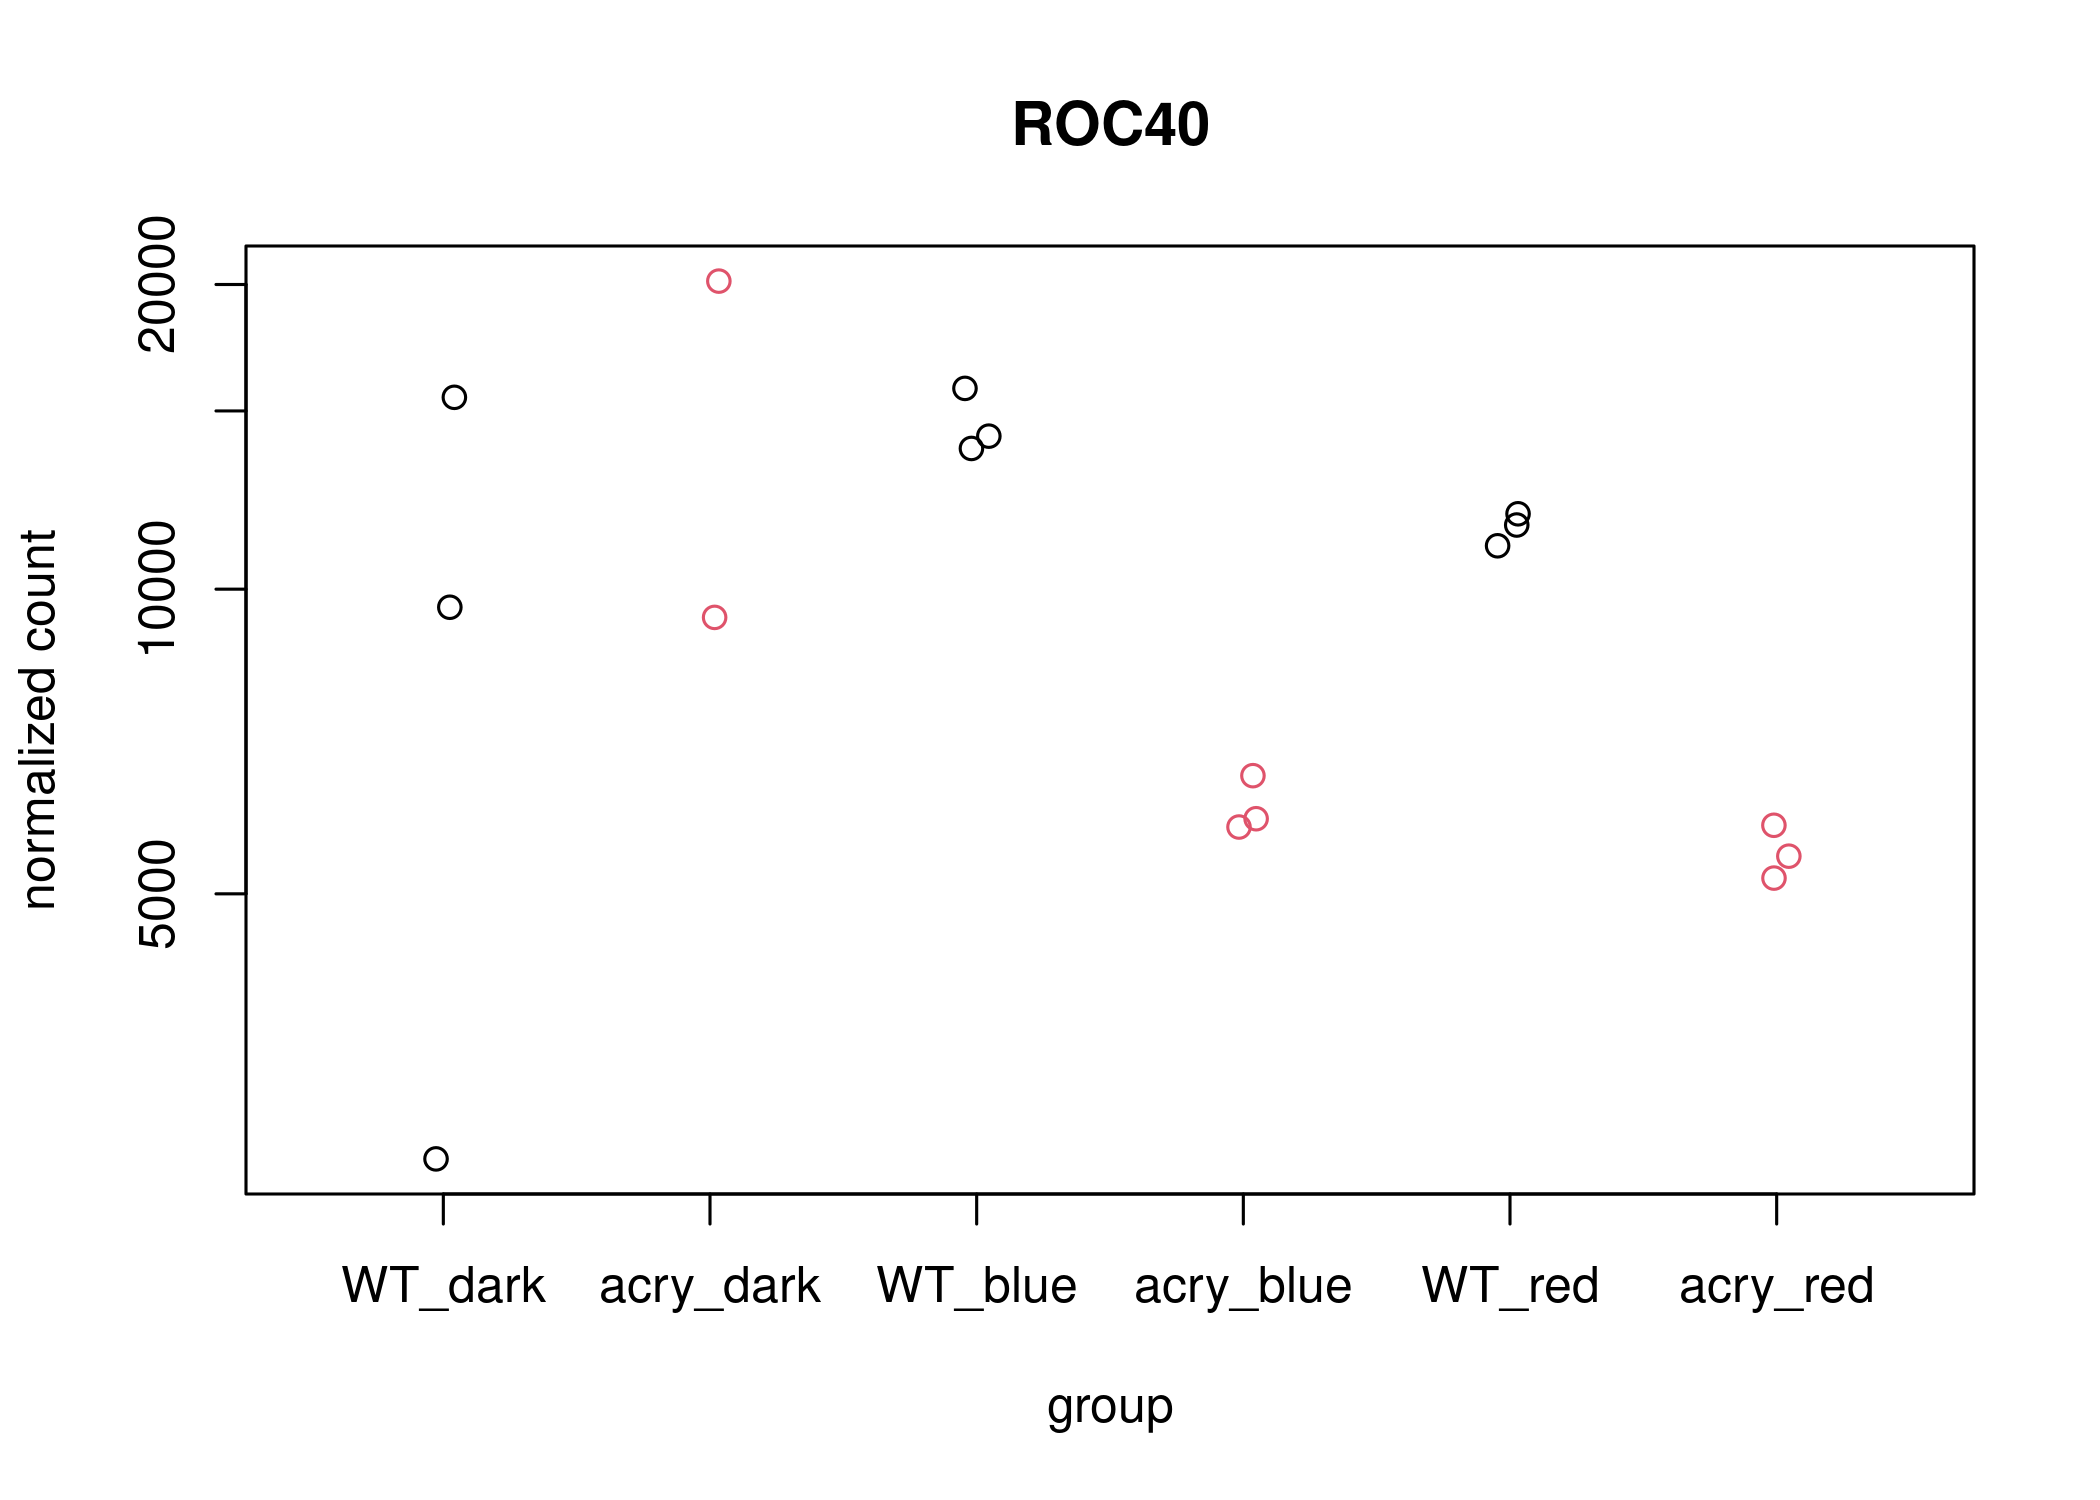 ROC40
20000
10000
5000
normalized count
WT_dark acry_dark WT_blue acry_blue WT_red acry_red
group